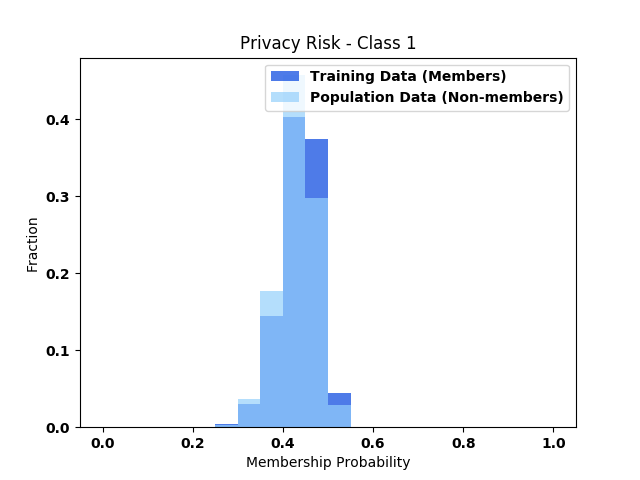 Privacy Risk - Class 1
Training Data (Members)
Population Data (Non-members)
Fraction
0.4
0.3
0.2
0.1
0.0
0.0 0.2 0.4 0.6 0.8 1.0
Membership Probability